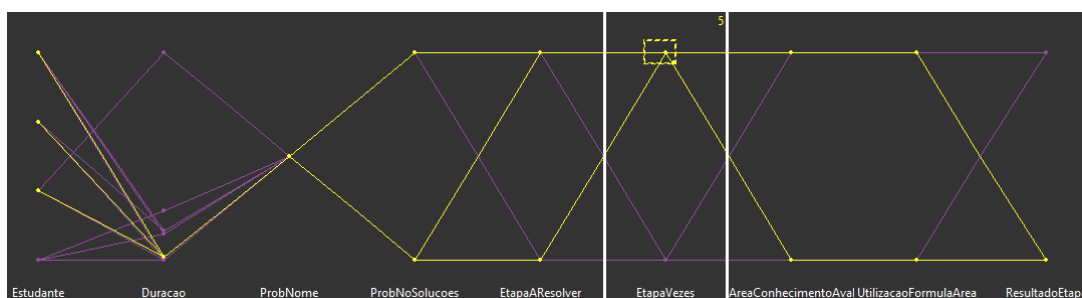 5
Estudante Duracao ProbNome ProbNoSolucoes EtapaAResolver EtapaVezes AreaConhecimentoAval UtilizacaoFormulaArea ResultadoEtap